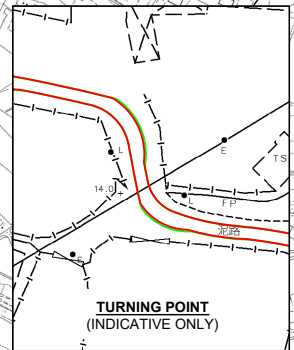 L
E
TS
14.0
L
FP
泥路
E
TURNING POINT
(INDICATIVE ONLY)